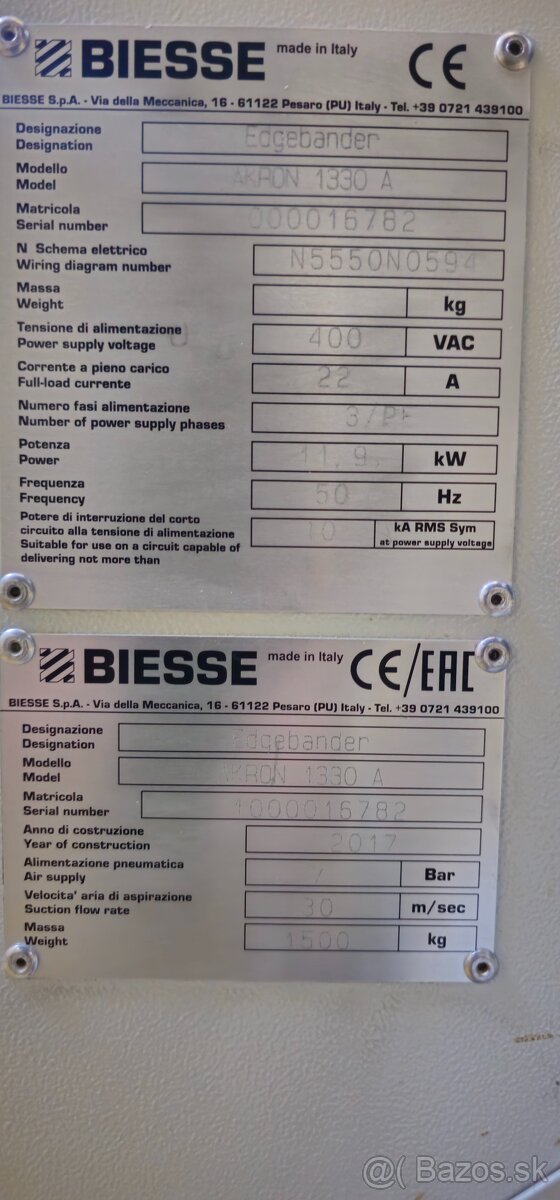 BIESSE made in Italy CE
BIESSE S.p.A. - Via della Meccanica, 16 - 61122 Pesaro (PU) Italy - Tel. +39 0721 439100
Designazione
Designation Edgebander
Modello
Model AKRON 1330 A
Matricola
Serial number 000016782
N Schema elettrico
Wiring diagram number N5550N0594
Massa
Weight kg
Tensione di alimentazione
Power supply voltage 400 VAC
Corrente a pieno carico
Full-load currente 22 A
Numero fasi alimentazione
Number of power supply phases 3/PE
Potenza
Power 11,9 kW
Frequenza
Frequency 50 Hz
Potere di interruzione del corto
circuito alla tensione di alimentazione
Suitable for use on a circuit capable of
delivering not more than
10 kA RMS Sym
at power supply voltage
BIESSE made in Italy CE/EAC
BIESSE S.p.A. - Via della Meccanica, 16 - 61122 Pesaro (PU) Italy - Tel. +39 0721 439100
Designazione
Designation Edgebander
Modello
Model AKRON 1330 A
Matricola
Serial number 1000016782
Anno di costruzione
Year of construction 2017
Alimentazione pneumatica
Air supply 7 Bar
Velocita' aria di aspirazione
Suction flow rate 30 m/sec
Massa
Weight 1500 kg
@( Bazos.sk